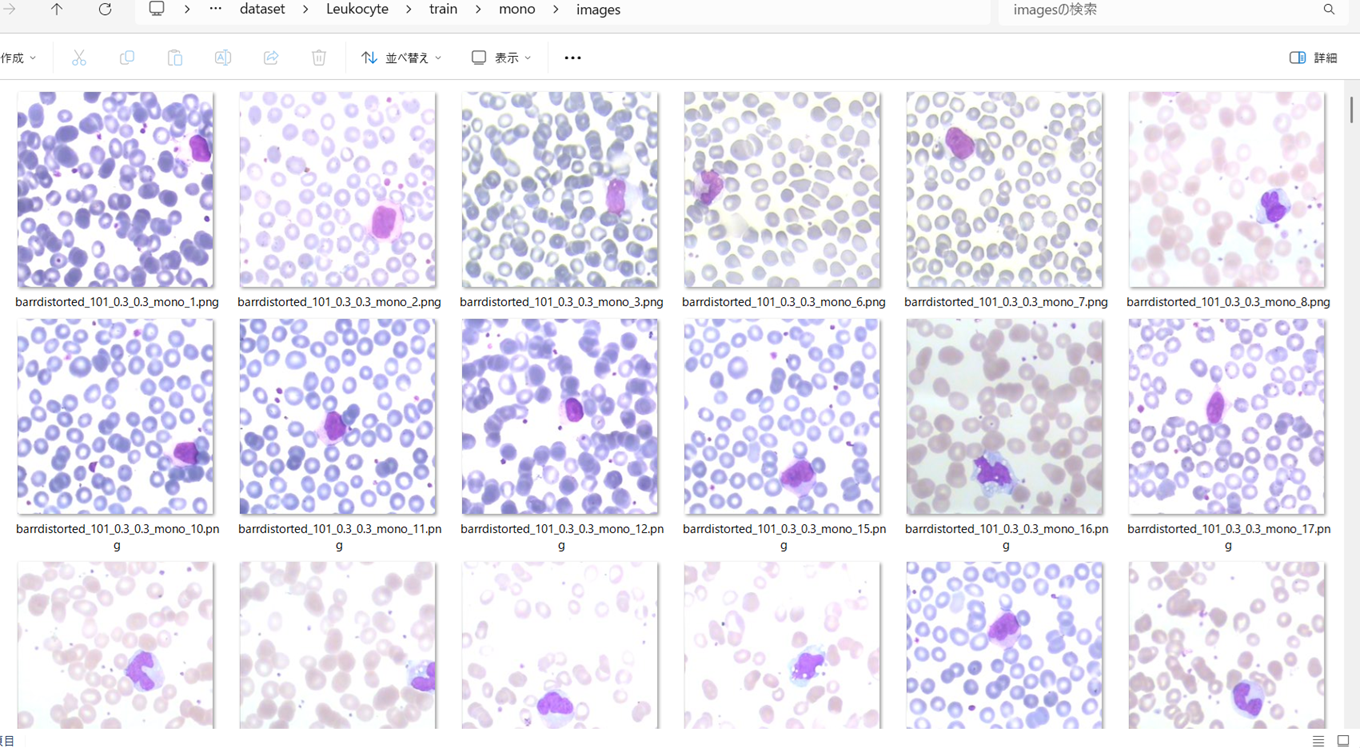 dataset > Leukocyte > train > mono > images
imagesの検索
作成
並べ替え
表示
詳細
barrdistorted_101_0.3_0.3_mono_1.png
barrdistorted_101_0.3_0.3_mono_2.png
barrdistorted_101_0.3_0.3_mono_3.png
barrdistorted_101_0.3_0.3_mono_6.png
barrdistorted_101_0.3_0.3_mono_7.png
barrdistorted_101_0.3_0.3_mono_8.png
barrdistorted_101_0.3_0.3_mono_10.pn
g
barrdistorted_101_0.3_0.3_mono_11.pn
g
barrdistorted_101_0.3_0.3_mono_12.pn
g
barrdistorted_101_0.3_0.3_mono_15.pn
g
barrdistorted_101_0.3_0.3_mono_16.pn
g
barrdistorted_101_0.3_0.3_mono_17.pn
g
目